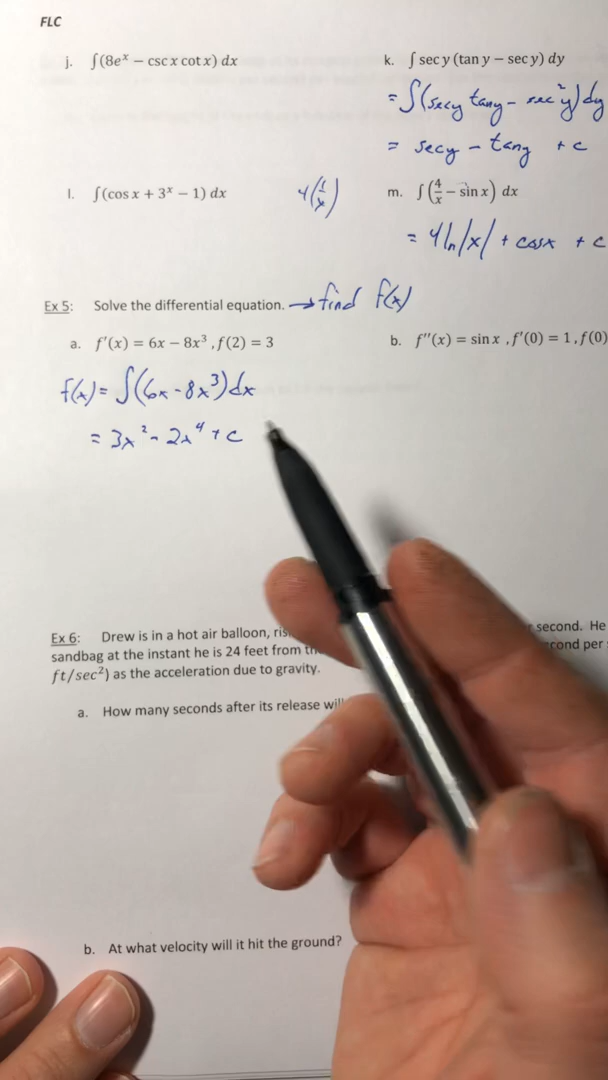 FLC
j. ∫(8eˣ − csc x cot x) dx
k. ∫ sec y (tan y − sec y) dy
= ∫(secy tany - sec²y) dy
= secy - tany + c
l. ∫(cos x + 3ˣ − 1) dx
4(1/x)
m. ∫(4/x − sin x) dx
= 4ln|x| + cosx + c
Ex 5: Solve the differential equation. → find f(x)
a. f′(x) = 6x − 8x³ , f(2) = 3
b. f″(x) = sin x , f′(0) = 1, f(0)
f(x) = ∫(6x - 8x³)dx
= 3x² - 2x⁴ + c
Ex 6: Drew is in a hot air balloon, second. He
sandbag at the instant he is 24 feet from per
ft/sec²) as the acceleration due to gravity.
a. How many seconds after its release will
b. At what velocity will it hit the ground?